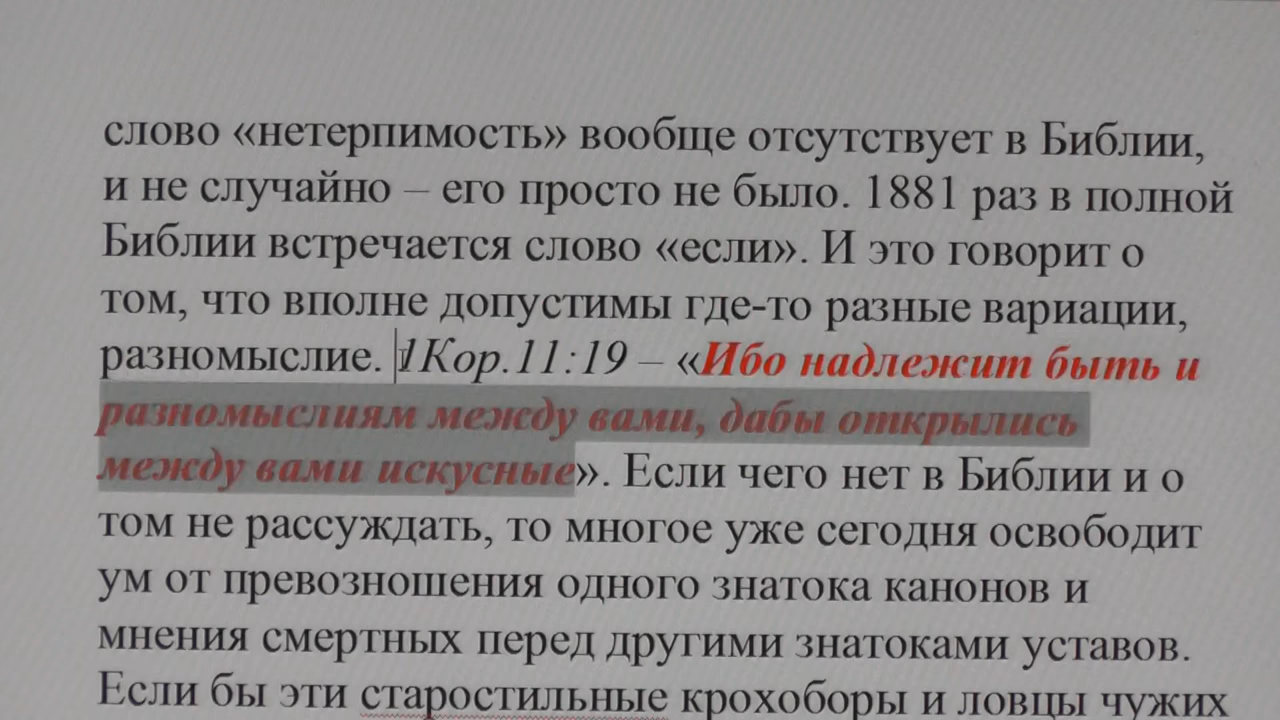 слово «нетерпимость» вообще отсутствует в Библии,
и не случайно – его просто не было. 1881 раз в полной
Библии встречается слово «если». И это говорит о
том, что вполне допустимы где-то разные вариации,
разномыслие. 1Кор.11:19 – «Ибо надлежит быть и
разномыслиям между вами, дабы открылись
между вами искусные». Если чего нет в Библии и о
том не рассуждать, то многое уже сегодня освободит
ум от превозношения одного знатока канонов и
мнения смертных перед другими знатоками уставов.
Если бы эти старостильные крохоборы и ловцы чужих